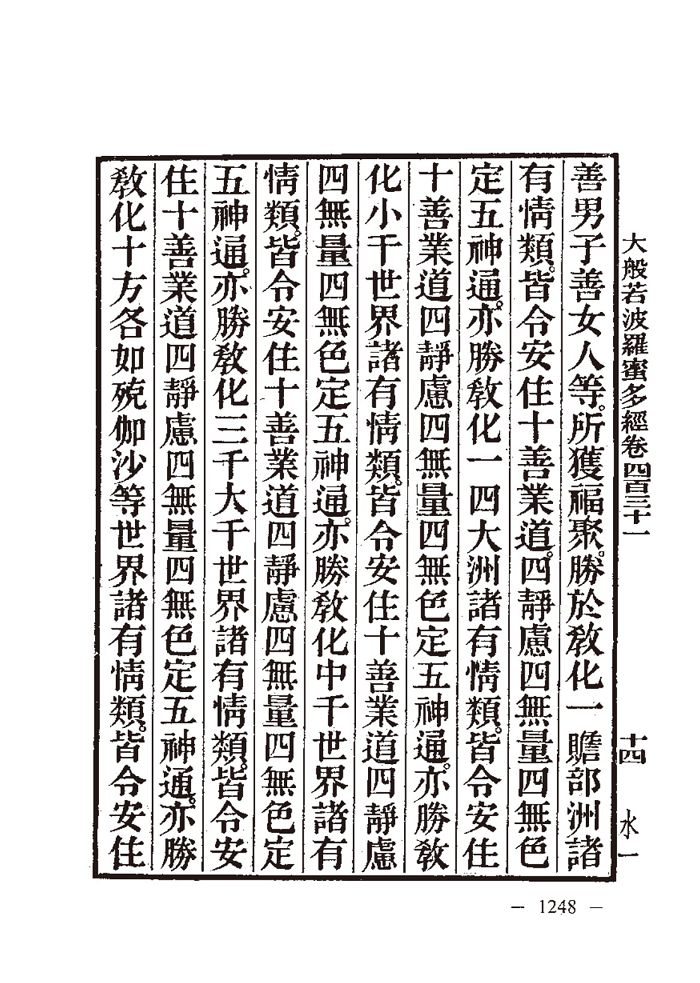 大般若波羅蜜多經卷四百三十一
十四
水一
善男子善女人等。所獲福聚。勝於敎化一贍部洲諸
有情類。皆令安住十善業道。四靜慮四無量四無色
定五神通。亦勝敎化一四大洲諸有情類。皆令安住
十善業道四靜慮四無量四無色定五神通。亦勝敎
化小千世界諸有情類。皆令安住十善業道四靜慮
四無量四無色定五神通。亦勝敎化中千世界諸有
情類。皆令安住十善業道四靜慮四無量四無色定
五神通。亦勝敎化三千大千世界諸有情類。皆令安
住十善業道四靜慮四無量四無色定五神通。亦勝
敎化十方各如殑伽沙等世界諸有情類。皆令安住
— 1248 —